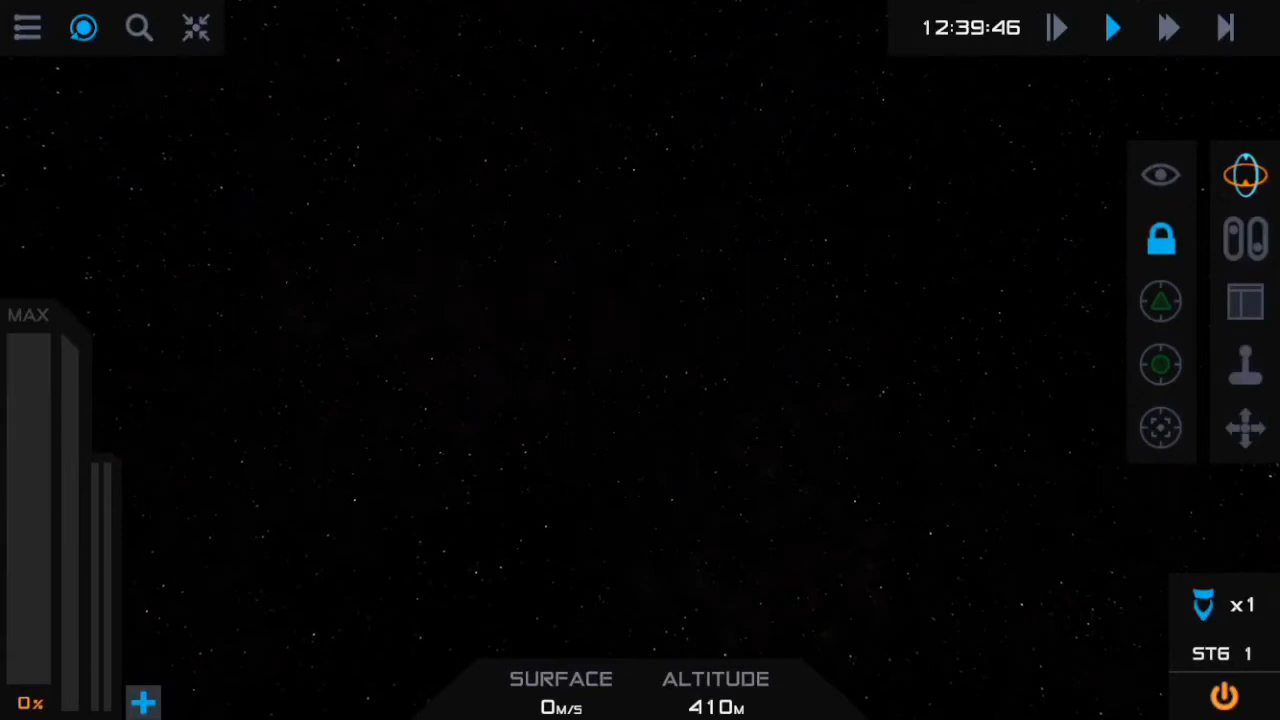 12:39:46
MAX
x1
STG 1
SURFACE ALTITUDE
0% 0M/S 410M